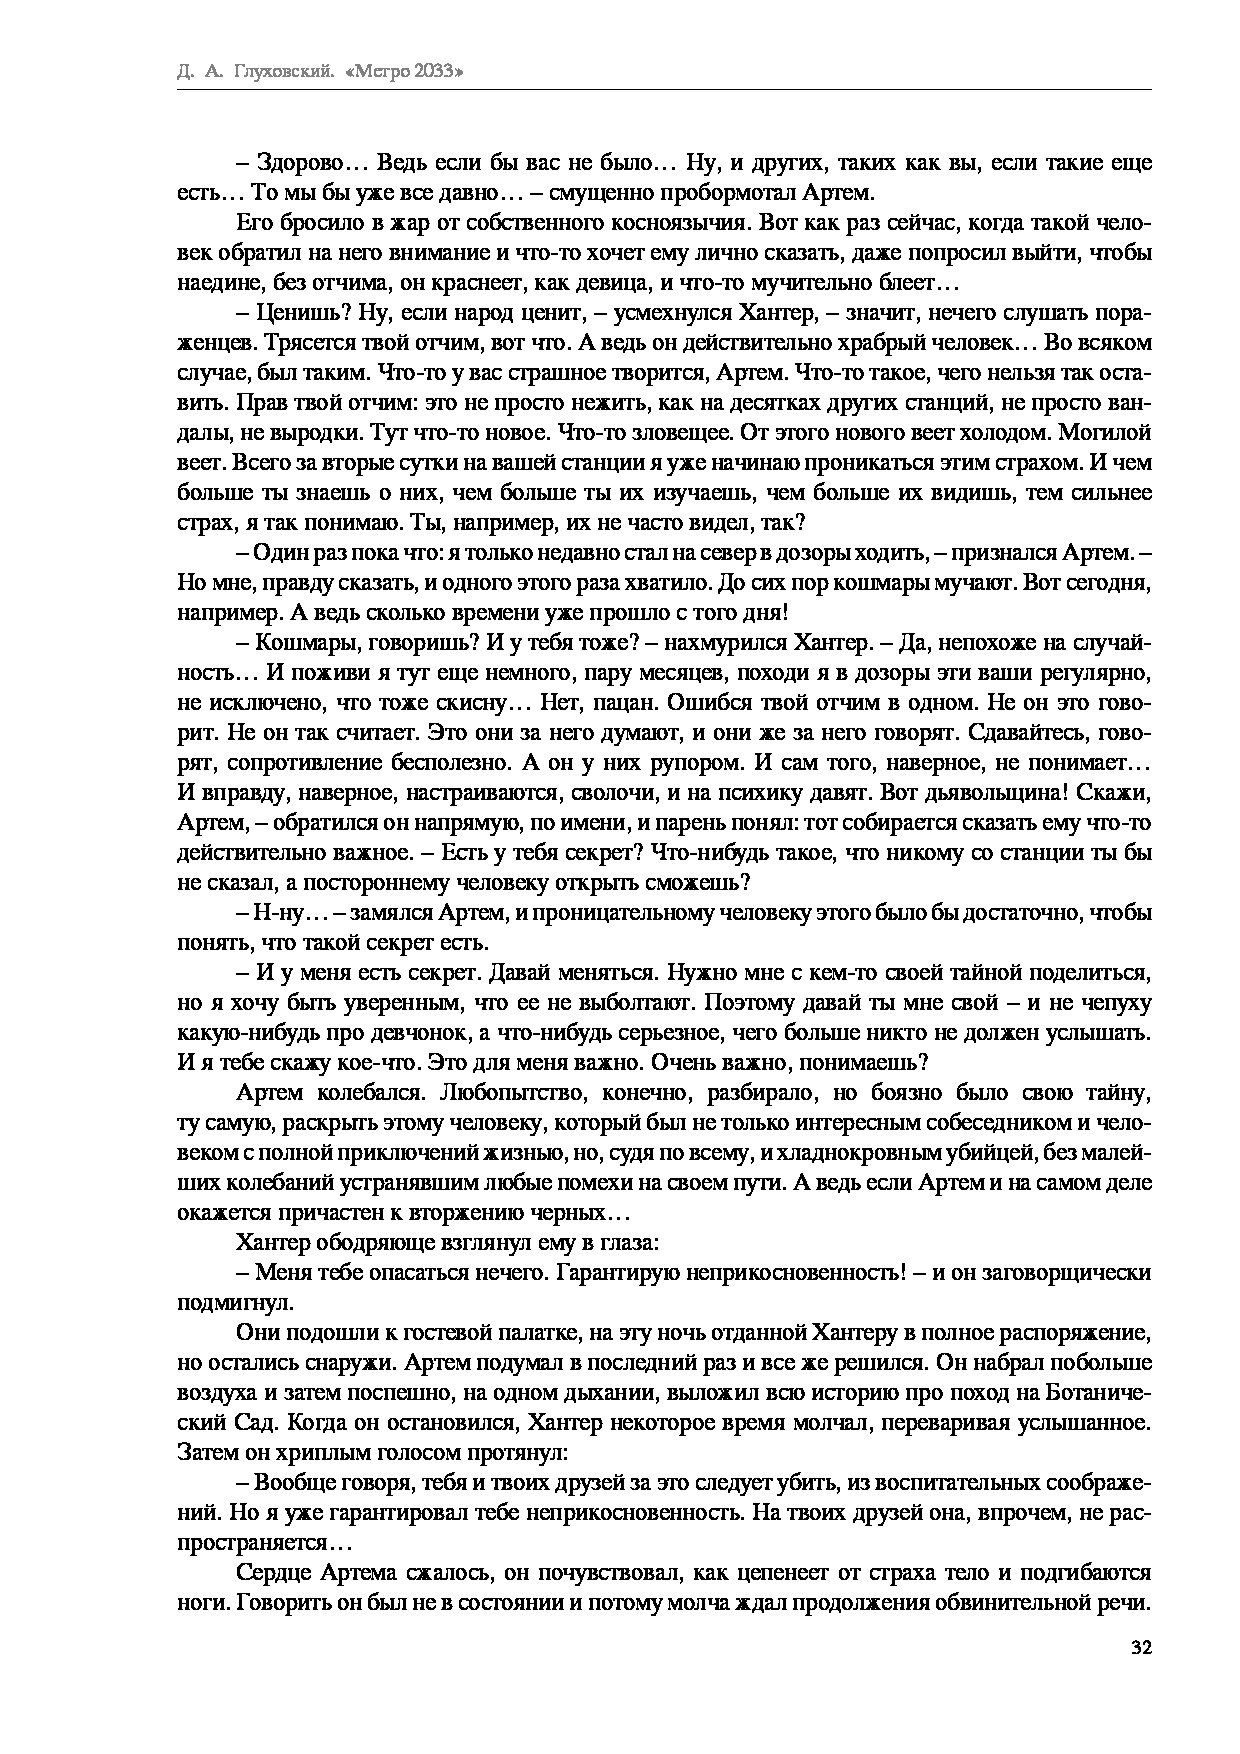 Д. А. Глуховский. «Метро 2033»
– Здорово… Ведь если бы вас не было… Ну, и других, таких как вы, если такие еще
есть… То мы бы уже все давно… – смущенно пробормотал Артем.
Его бросило в жар от собственного косноязычия. Вот как раз сейчас, когда такой чело-
век обратил на него внимание и что-то хочет ему лично сказать, даже попросил выйти, чтобы
наедине, без отчима, он краснеет, как девица, и что-то мучительно блеет…
– Ценишь? Ну, если народ ценит, – усмехнулся Хантер, – значит, нечего слушать пора-
женцев. Трясется твой отчим, вот что. А ведь он действительно храбрый человек… Во всяком
случае, был таким. Что-то у вас страшное творится, Артем. Что-то такое, чего нельзя так оста-
вить. Прав твой отчим: это не просто нежить, как на десятках других станций, не просто ван-
далы, не выродки. Тут что-то новое. Что-то зловещее. От этого нового веет холодом. Могилой
веет. Всего за вторые сутки на вашей станции я уже начинаю проникаться этим страхом. И чем
больше ты знаешь о них, чем больше ты их изучаешь, чем больше их видишь, тем сильнее
страх, я так понимаю. Ты, например, их не часто видел, так?
– Один раз пока что: я только недавно стал на север в дозоры ходить, – признался Артем. –
Но мне, правду сказать, и одного этого раза хватило. До сих пор кошмары мучают. Вот сегодня,
например. А ведь сколько времени уже прошло с того дня!
– Кошмары, говоришь? И у тебя тоже? – нахмурился Хантер. – Да, непохоже на случай-
ность… И поживи я тут еще немного, пару месяцев, походи я в дозоры эти ваши регулярно,
не исключено, что тоже скисну… Нет, пацан. Ошибся твой отчим в одном. Не он это гово-
рит. Не он так считает. Это они за него думают, и они же за него говорят. Сдавайтесь, гово-
рят, сопротивление бесполезно. А он у них рупором. И сам того, наверное, не понимает…
И вправду, наверное, настраиваются, сволочи, и на психику давят. Вот дьявольщина! Скажи,
Артем, – обратился он напрямую, по имени, и парень понял: тот собирается сказать ему что-то
действительно важное. – Есть у тебя секрет? Что-нибудь такое, что никому со станции ты бы
не сказал, а постороннему человеку открыть сможешь?
– Н-ну… – замялся Артем, и проницательному человеку этого было бы достаточно, чтобы
понять, что такой секрет есть.
– И у меня есть секрет. Давай меняться. Нужно мне с кем-то своей тайной поделиться,
но я хочу быть уверенным, что ее не выболтают. Поэтому давай ты мне свой – и не чепуху
какую-нибудь про девчонок, а что-нибудь серьезное, чего больше никто не должен услышать.
И я тебе скажу кое-что. Это для меня важно. Очень важно, понимаешь?
Артем колебался. Любопытство, конечно, разбирало, но боязно было свою тайну,
ту самую, раскрыть этому человеку, который был не только интересным собеседником и чело-
веком с полной приключений жизнью, но, судя по всему, и хладнокровным убийцей, без малей-
ших колебаний устранявшим любые помехи на своем пути. А ведь если Артем и на самом деле
окажется причастен к вторжению черных…
Хантер ободряюще взглянул ему в глаза:
– Меня тебе опасаться нечего. Гарантирую неприкосновенность! – и он заговорщически
подмигнул.
Они подошли к гостевой палатке, на эту ночь отданной Хантеру в полное распоряжение,
но остались снаружи. Артем подумал в последний раз и все же решился. Он набрал побольше
воздуха и затем поспешно, на одном дыхании, выложил всю историю про поход на Ботаниче-
ский Сад. Когда он остановился, Хантер некоторое время молчал, переваривая услышанное.
Затем он хриплым голосом протянул:
– Вообще говоря, тебя и твоих друзей за это следует убить, из воспитательных соображе-
ний. Но я уже гарантировал тебе неприкосновенность. На твоих друзей она, впрочем, не рас-
пространяется…
Сердце Артема сжалось, он почувствовал, как цепенеет от страха тело и подгибаются
ноги. Говорить он был не в состоянии и потому молча ждал продолжения обвинительной речи.
32